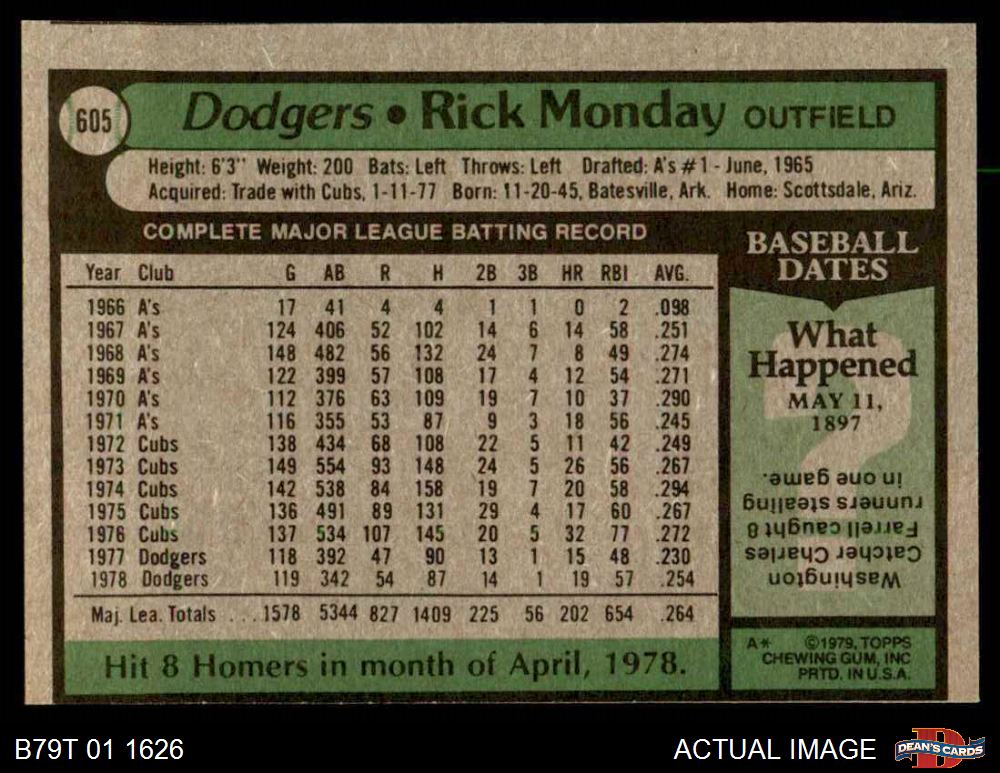 605
Dodgers • Rick Monday OUTFIELD
Height: 6'3" Weight: 200 Bats: Left Throws: Left Drafted: A's #1 - June, 1965
Acquired: Trade with Cubs, 1-11-77 Born: 11-20-45, Batesville, Ark. Home: Scottsdale, Ariz.
COMPLETE MAJOR LEAGUE BATTING RECORD
Year Club G AB R H 2B 3B HR RBI AVG.
1966 A's 17 41 4 4 1 1 0 2 .098
1967 A's 124 406 52 102 14 6 14 58 .251
1968 A's 148 482 56 132 24 7 8 49 .274
1969 A's 122 399 57 108 17 4 12 54 .271
1970 A's 112 376 63 109 19 7 10 37 .290
1971 A's 116 355 53 87 9 3 18 56 .245
1972 Cubs 138 434 68 108 22 5 11 42 .249
1973 Cubs 149 554 93 148 24 5 26 56 .267
1974 Cubs 142 538 84 158 19 7 20 58 .294
1975 Cubs 136 491 89 131 29 4 17 60 .267
1976 Cubs 137 534 107 145 20 5 32 77 .272
1977 Dodgers 118 392 47 90 13 1 15 48 .230
1978 Dodgers 119 342 54 87 14 1 19 57 .254
Maj. Lea. Totals . . . 1578 5344 827 1409 225 56 202 654 .264
Hit 8 Homers in month of April, 1978.
BASEBALL
DATES
What
Happened
MAY 11,
1897
?
Washington
Catcher Charles
Farrell caught 8
runners stealing
in one game.
A* ©1979, TOPPS
CHEWING GUM, INC
PRTD. IN U.S.A.
B79T 01 1626
ACTUAL IMAGE
D
DEAN'S CARDS